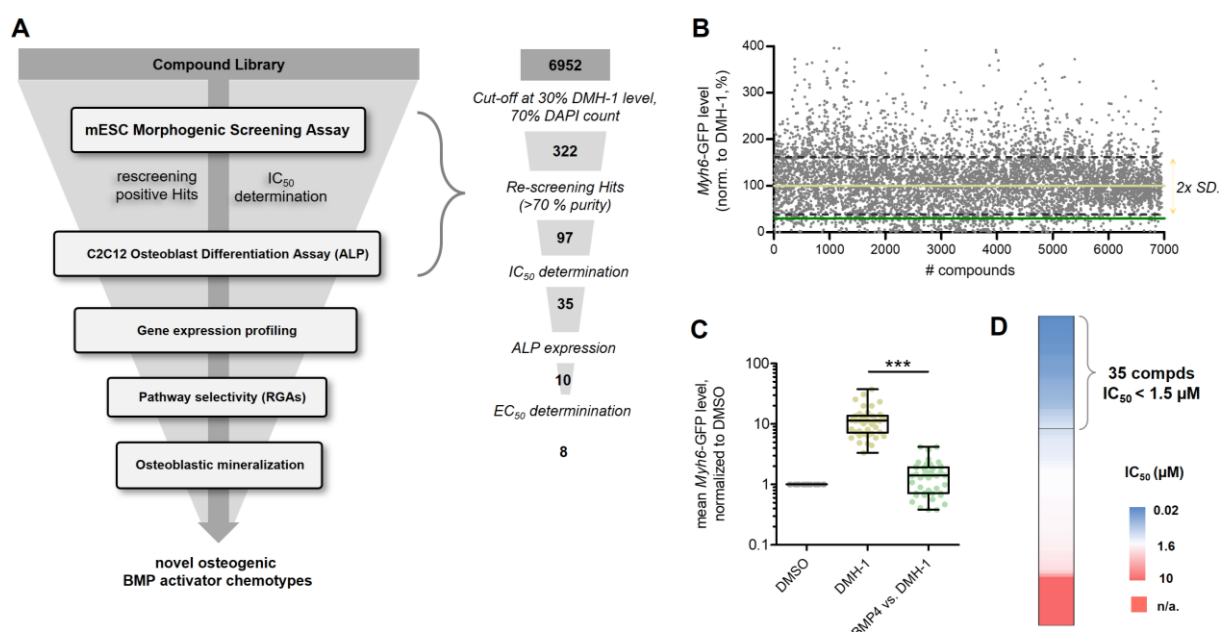 A
Compound Library
mESC Morphogenic Screening Assay
rescreening
positive Hits
IC50
determination
C2C12 Osteoblast Differentiation Assay (ALP)
Gene expression profiling
Pathway selectivity (RGAs)
Osteoblastic mineralization
novel osteogenic
BMP activator chemotypes
6952
Cut-off at 30% DMH-1 level,
70% DAPI count
322
Re-screening Hits
(>70 % purity)
97
IC50 determination
35
ALP expression
10
EC50 determinination
8
B
Myh6-GFP level
(norm. to DMH-1,%)
400
300
200
100
0
0
1000
2000
3000
4000
5000
6000
7000
# compounds
2x SD.
C
mean Myh6-GFP level,
normalized to DMSO
100
10
1
0.1
***
DMSO
DMH-1
BMP4 vs. DMH-1
D
35 compds
IC50 < 1.5 µM
IC50 (µM)
0.02
1.6
10
n/a.